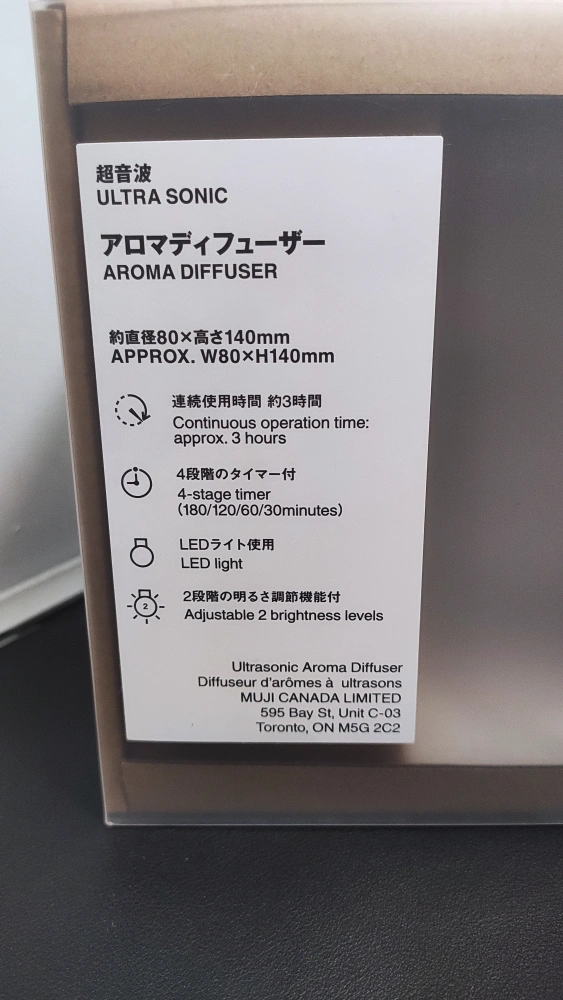 超音波
ULTRA SONIC
アロマディフューザー
AROMA DIFFUSER
約直径80×高さ140mm
APPROX. W80×H140mm
連続使用時間 約3時間
Continuous operation time:
approx. 3 hours
4段階のタイマー付
4-stage timer
(180/120/60/30minutes)
LEDライト使用
LED light
2
2段階の明るさ調節機能付
Adjustable 2 brightness levels
Ultrasonic Aroma Diffuser
Diffuseur d'arômes à ultrasons
MUJI CANADA LIMITED
595 Bay St, Unit C-03
Toronto, ON M5G 2C2